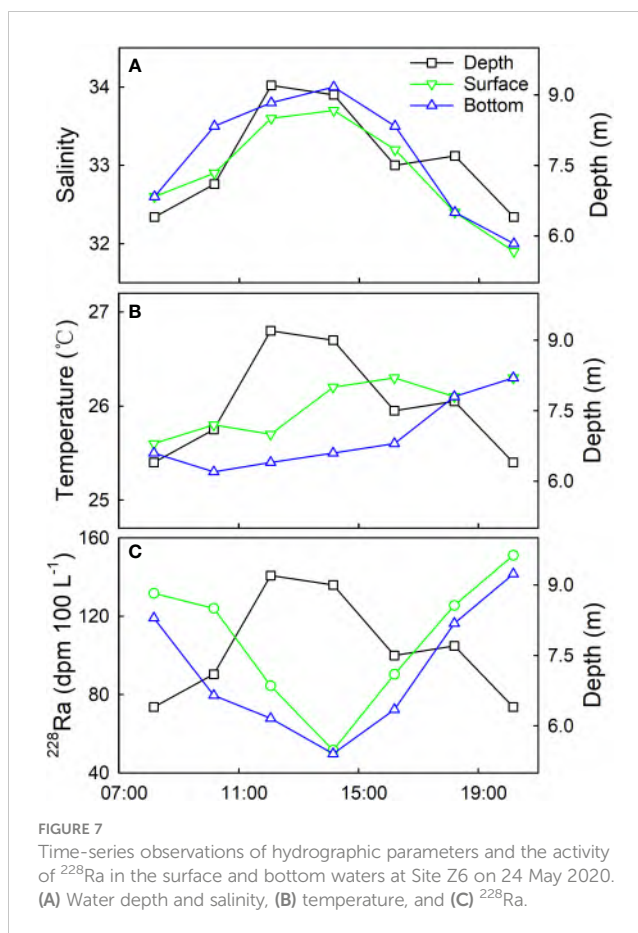 A
Depth
Surface
Bottom
Salinity
34
33
32
Depth (m)
9.0
7.5
6.0
B
Temperature (℃)
27
26
25
Depth (m)
9.0
7.5
6.0
C
²²⁸Ra (dpm 100 L⁻¹)
160
120
80
40
Depth (m)
9.0
7.5
6.0
07:00 11:00 15:00 19:00
FIGURE 7
Time-series observations of hydrographic parameters and the activity
of ²²⁸Ra in the surface and bottom waters at Site Z6 on 24 May 2020.
(A) Water depth and salinity, (B) temperature, and (C) ²²⁸Ra.